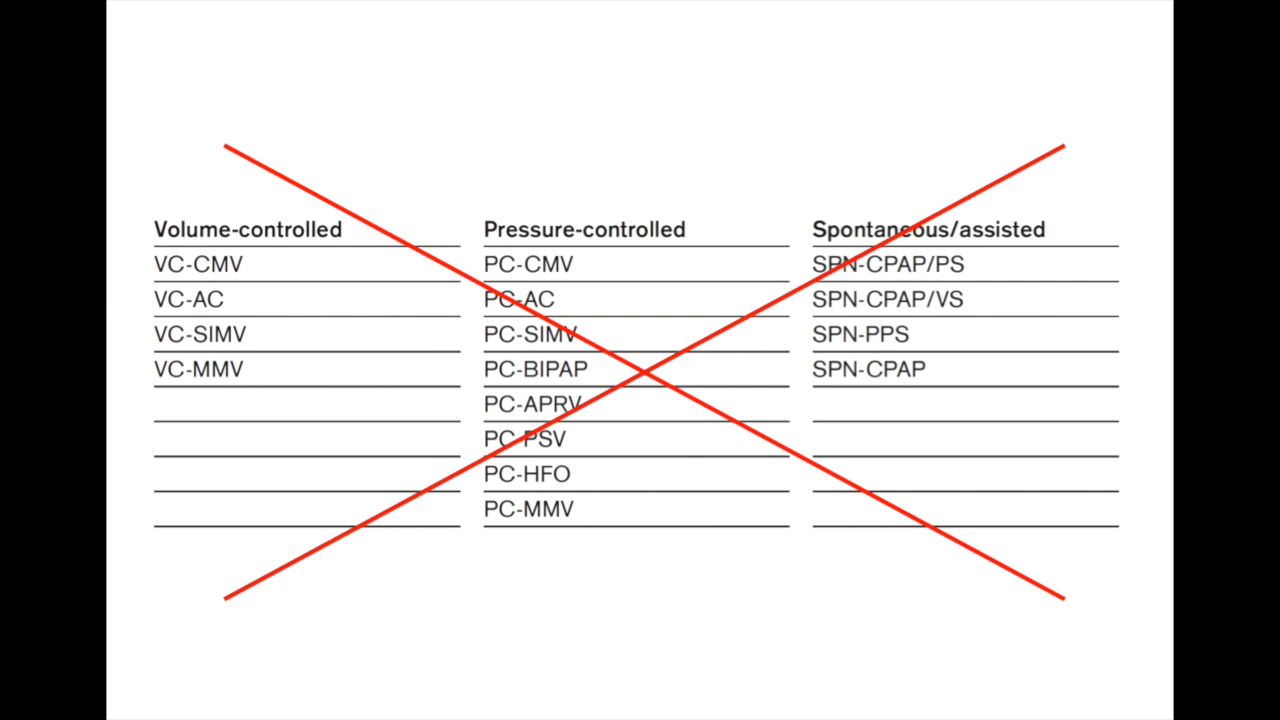 Volume-controlled Pressure-controlled Spontaneous/assisted
VC-CMV PC-CMV SPN-CPAP/PS
VC-AC PC-AC SPN-CPAP/VS
VC-SIMV PC-SIMV SPN-PPS
VC-MMV PC-BIPAP SPN-CPAP
PC-APRV
PC-PSV
PC-HFO
PC-MMV